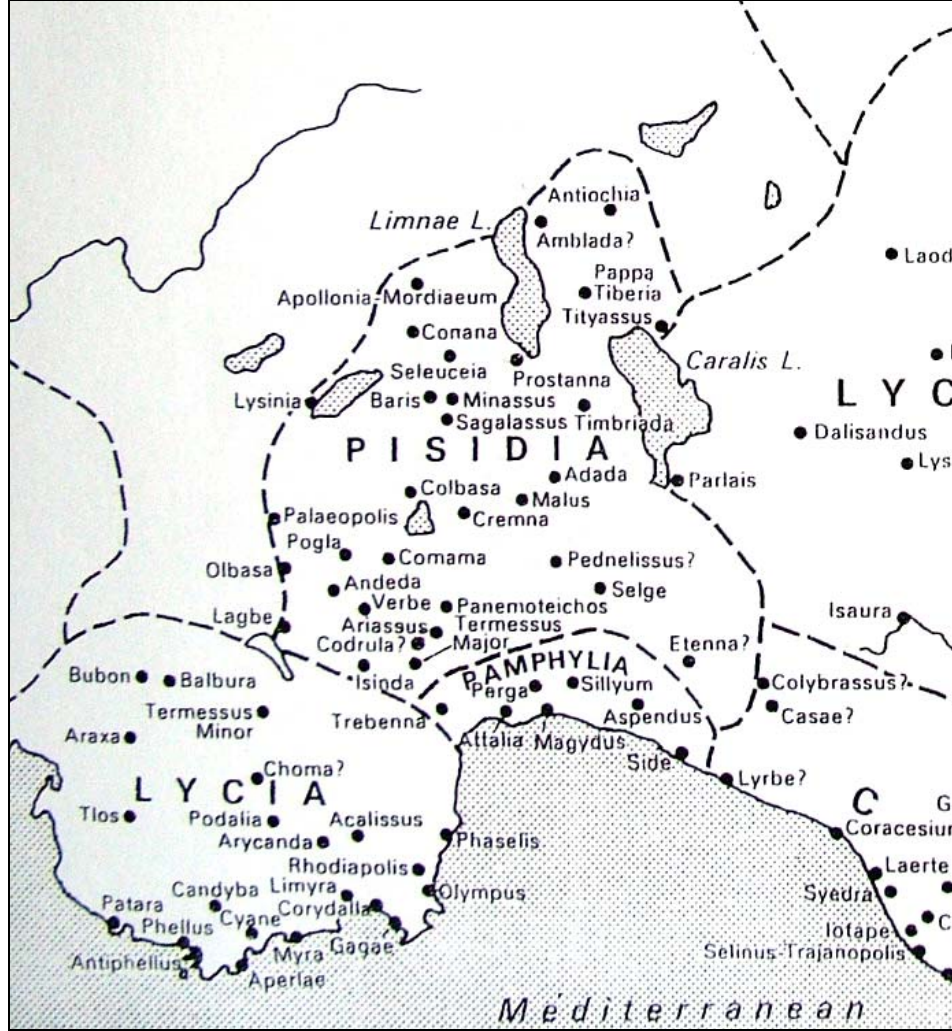 Antiochia
Limnae L.
Amblada?
Pappa
Tiberia
Laod
Apollonia-Mordiaeum
Tityassus
Conana
Caralis L.
Seleuceia
Prostanna
Lysinia
Baris
Minassus
LYC
Sagalassus
Timbriada
Dalisandus
PISIDIA
Lys
Adada
Parlais
Colbasa
Malus
Palaeopolis
Cremna
Pogla
Comama
Pednelissus?
Olbasa
Andeda
Selge
Verbe
Panemoteichos
Lagbe
Ariassus
Termessus
Major
Isaura
Codrula?
Etenna?
PAMPHYLIA
Bubon
Balbura
Isinda
Perga
Sillyum
Colybrassus?
Termessus
Minor
Trebenna
Aspendus
Casae?
Araxa
Attalia
Magydus
Side
Choma?
Lyrbe?
LYCIA
C
G
Tlos
Podalia
Acalissus
Coracesium
Arycanda
Phaselis
Rhodiapolis
Laerte
Candyba
Limyra
Olympus
Syedra
Patara
Corydalla
Phellus
Cyane
C
Iotape
Antiphellus
Myra
Gagae
Selinus-Trajanopolis
Aperlae
Mediterranean